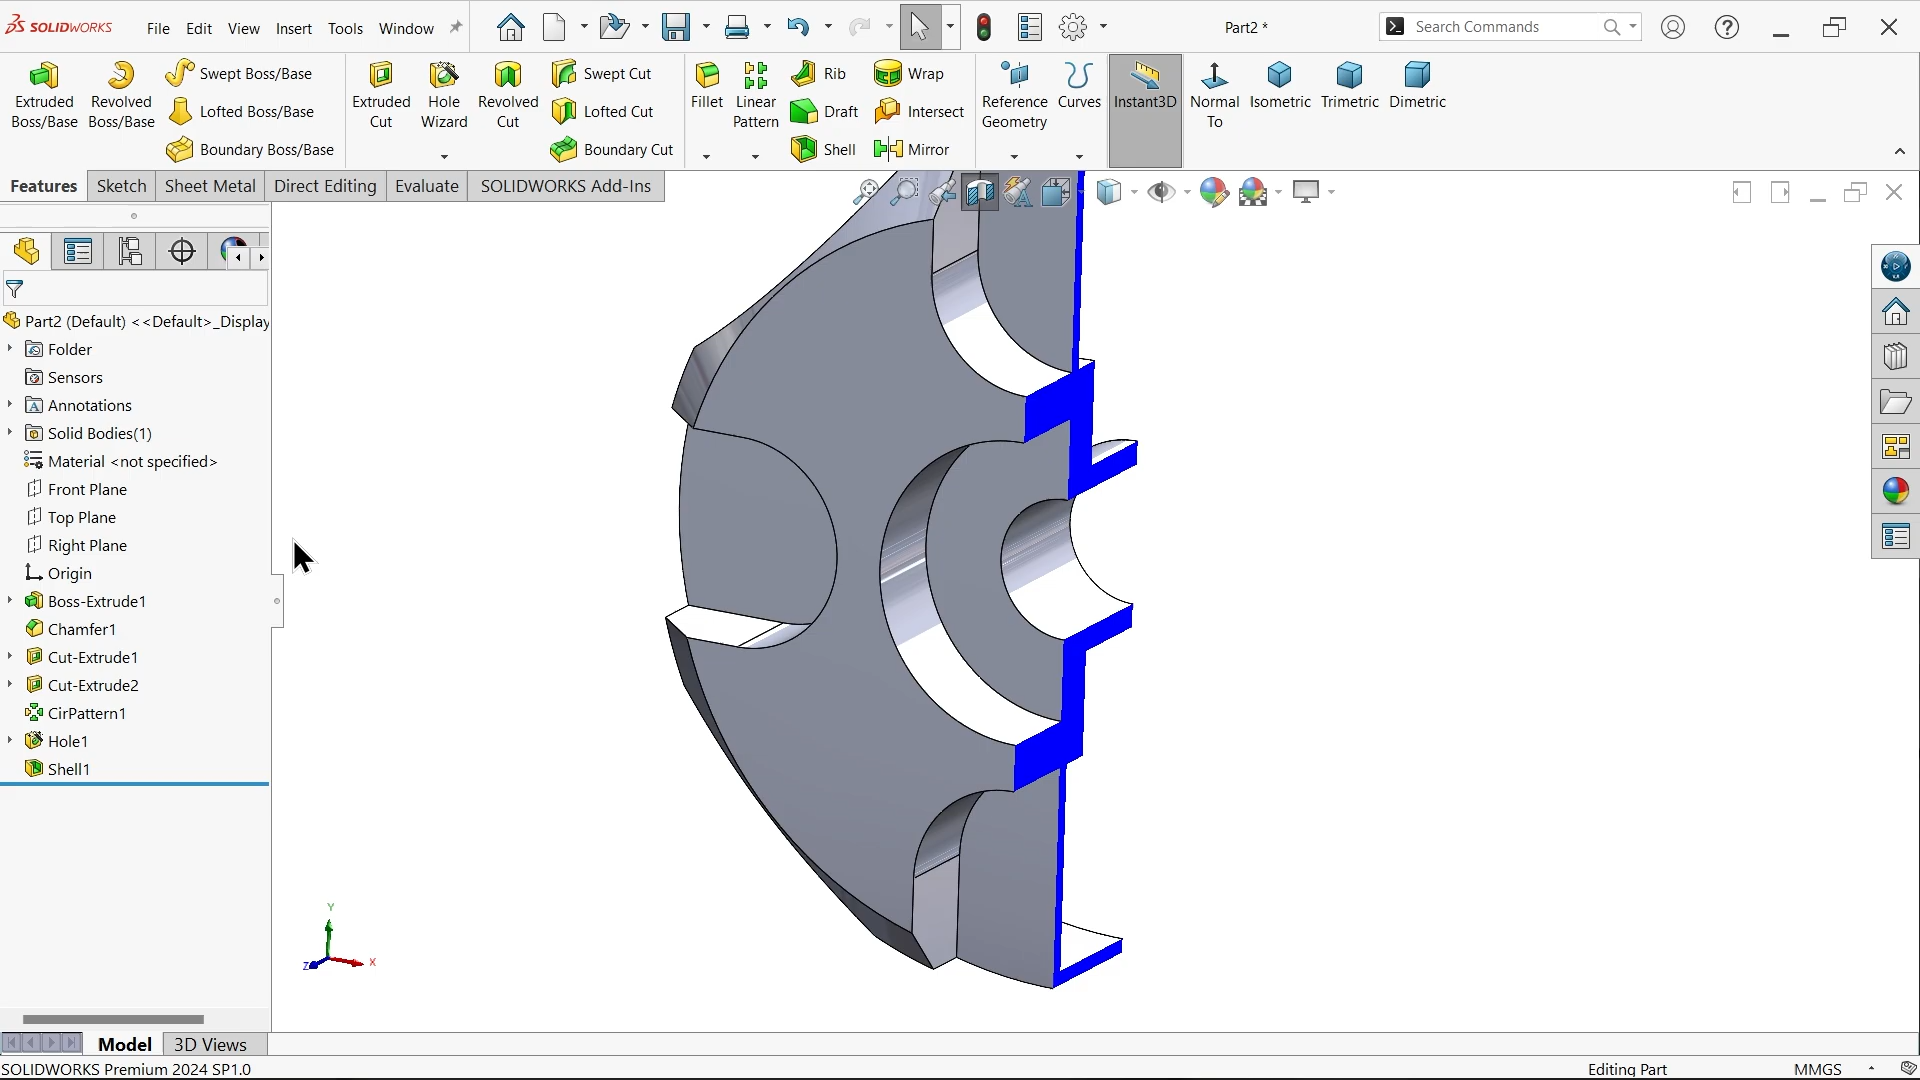 SOLIDWORKS File Edit View Insert Tools Window Part2 * Search Commands
Extruded Boss/Base
Revolved Boss/Base
Swept Boss/Base
Lofted Boss/Base
Boundary Boss/Base
Extruded Cut
Hole Wizard
Revolved Cut
Swept Cut
Lofted Cut
Boundary Cut
Fillet
Linear Pattern
Rib
Draft
Shell
Wrap
Intersect
Mirror
Reference Geometry
Curves
Instant3D
Normal To
Isometric
Trimetric
Dimetric
Features Sketch Sheet Metal Direct Editing Evaluate SOLIDWORKS Add-Ins
Part2 (Default) <<Default>_Display
Folder
Sensors
Annotations
Solid Bodies(1)
Material <not specified>
Front Plane
Top Plane
Right Plane
Origin
Boss-Extrude1
Chamfer1
Cut-Extrude1
Cut-Extrude2
CirPattern1
Hole1
Shell1
Y
Z X
Model 3D Views
SOLIDWORKS Premium 2024 SP1.0 Editing Part MMGS